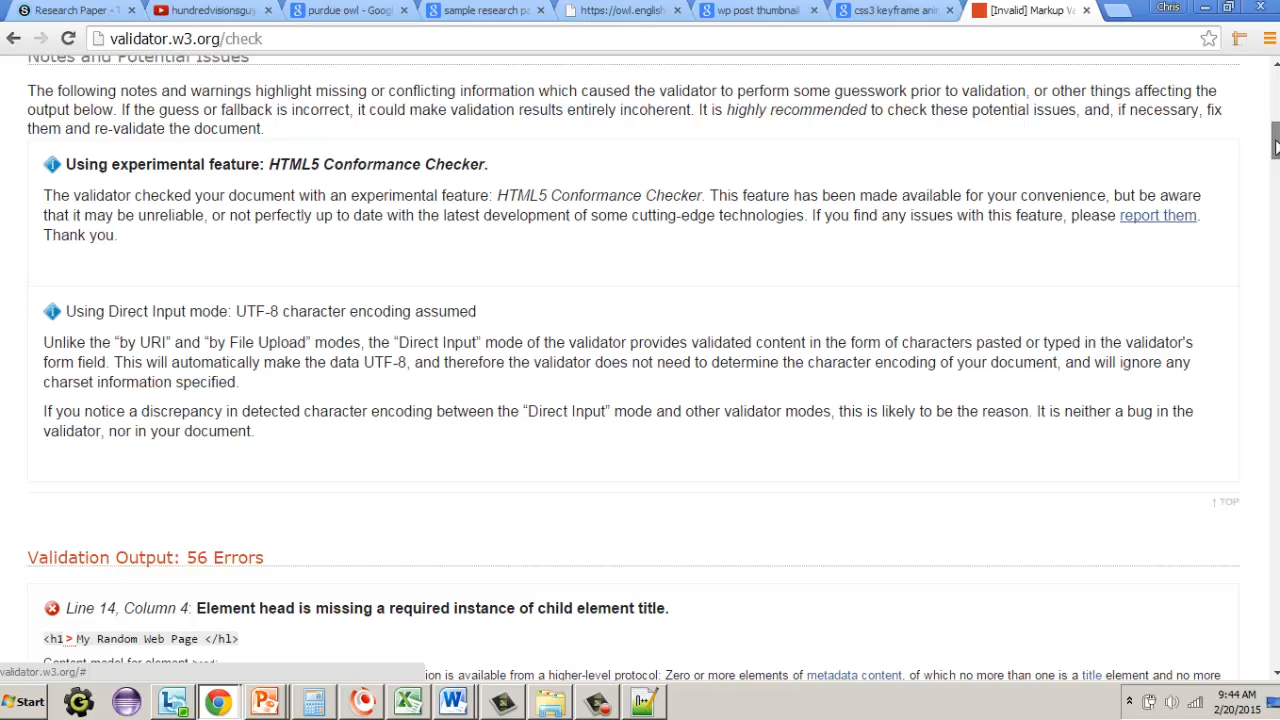 Research Paper - T
hundredvisionsguy
purdue owl - Goog
sample research pa
https://owl.english
wp post thumbnail
css3 keyframe ani
[Invalid] Markup Va
Chris
validator.w3.org/check
Notes and Potential Issues
The following notes and warnings highlight missing or conflicting information which caused the validator to perform some guesswork prior to validation, or other things affecting the
output below. If the guess or fallback is incorrect, it could make validation results entirely incoherent. It is highly recommended to check these potential issues, and, if necessary, fix
them and re-validate the document.
Using experimental feature: HTML5 Conformance Checker.
The validator checked your document with an experimental feature: HTML5 Conformance Checker. This feature has been made available for your convenience, but be aware
that it may be unreliable, or not perfectly up to date with the latest development of some cutting-edge technologies. If you find any issues with this feature, please report them.
Thank you.
Using Direct Input mode: UTF-8 character encoding assumed
Unlike the “by URI” and “by File Upload” modes, the “Direct Input” mode of the validator provides validated content in the form of characters pasted or typed in the validator's
form field. This will automatically make the data UTF-8, and therefore the validator does not need to determine the character encoding of your document, and will ignore any
charset information specified.
If you notice a discrepancy in detected character encoding between the “Direct Input” mode and other validator modes, this is likely to be the reason. It is neither a bug in the
validator, nor in your document.
↑ TOP
Validation Output: 56 Errors
Line 14, Column 4: Element head is missing a required instance of child element title.
<h1>My Random Web Page </hl>
Content model for element head:
validator.w3.org/#
ion is available from a higher-level protocol: Zero or more elements of metadata content, of which no more than one is a title element and no more
Start
9:44 AM
2/20/2015